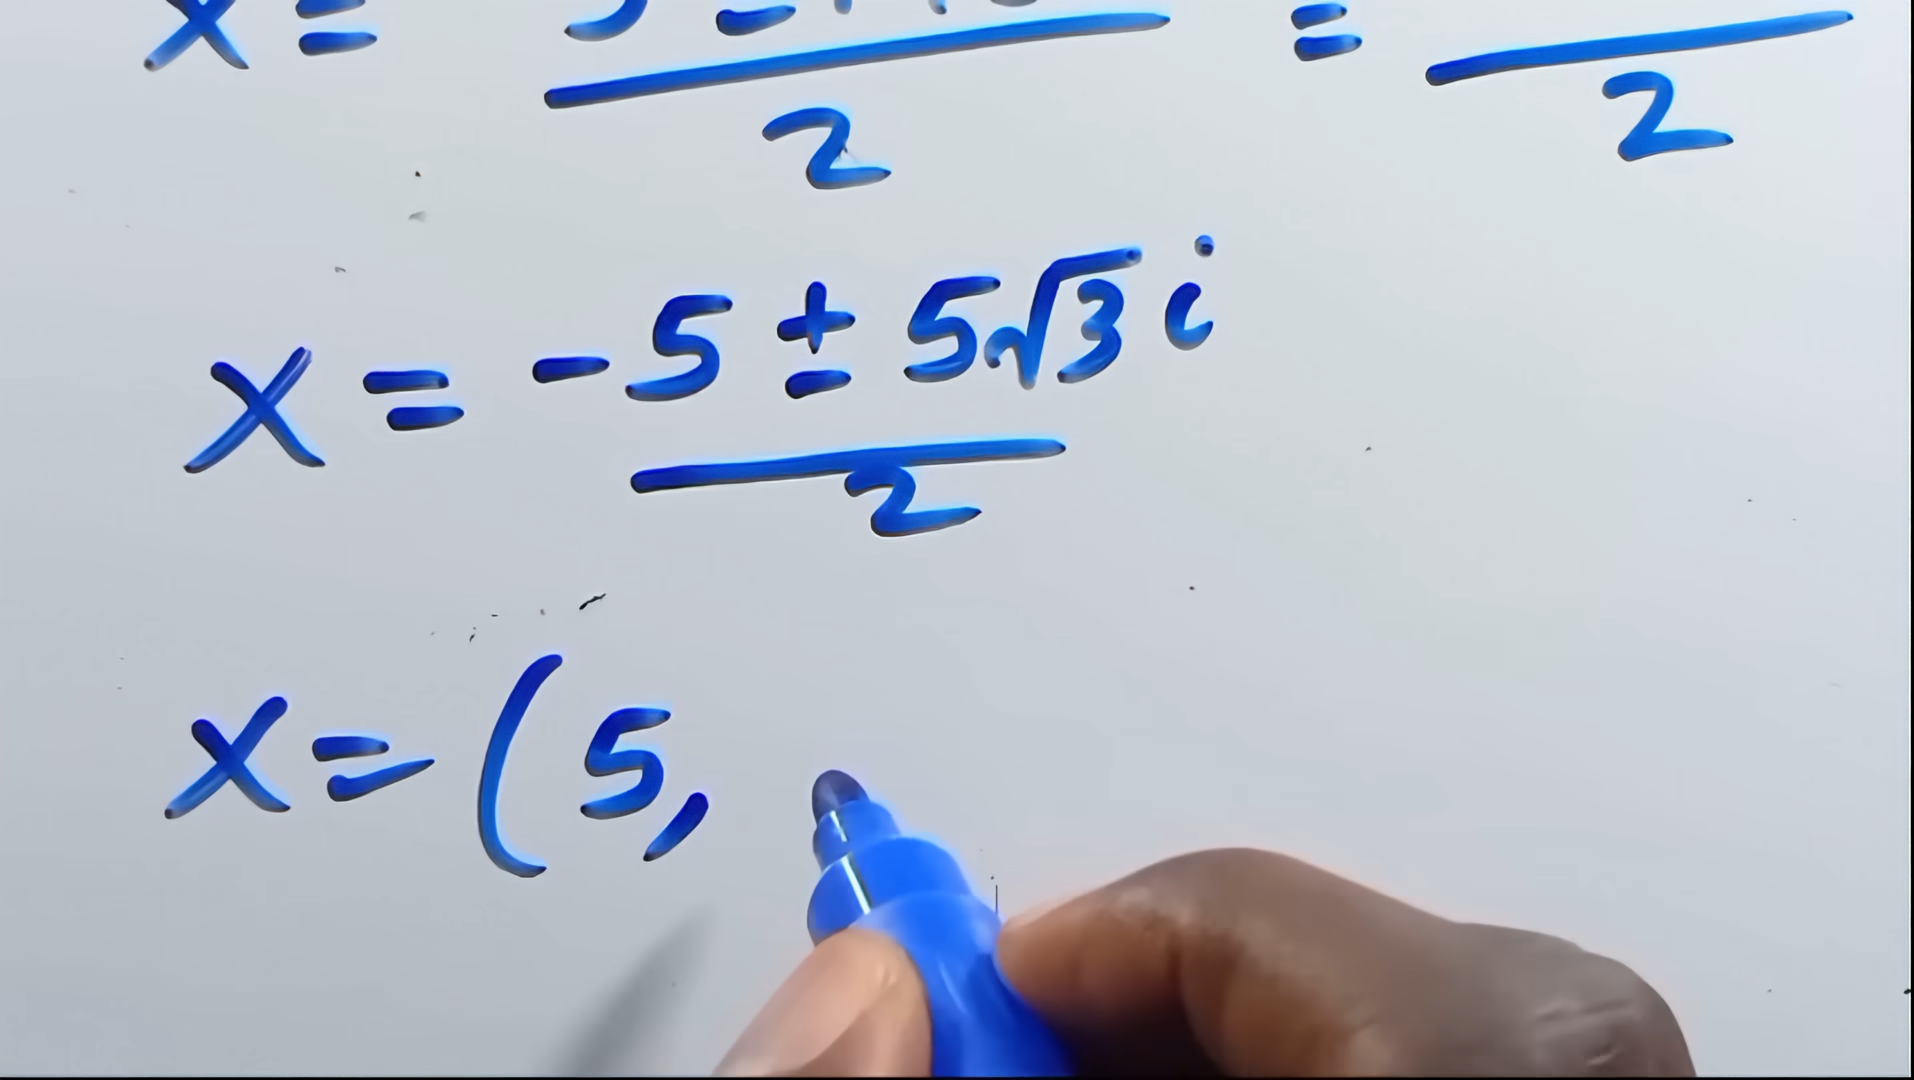 x = 2 = 2
x = -5 ± 5√3 i
2
x = (5,